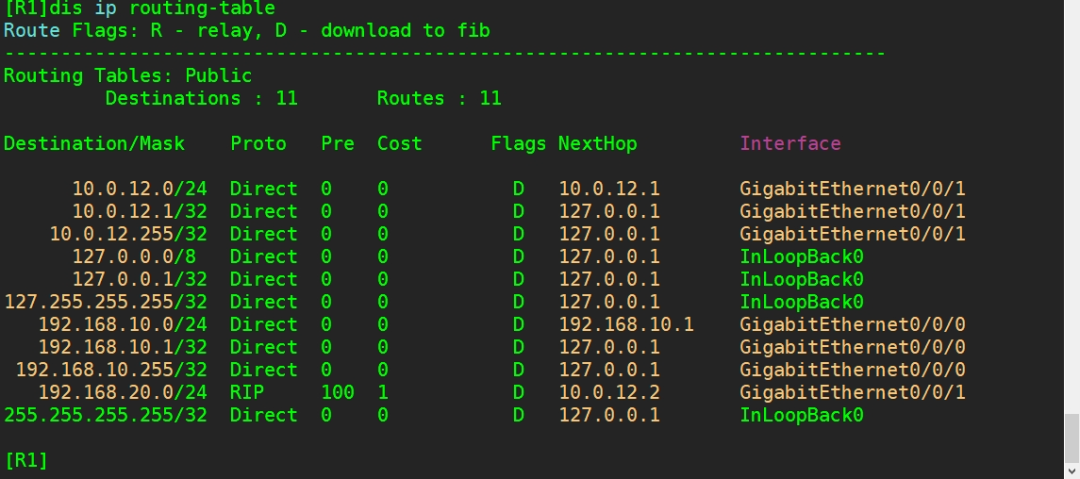 [R1]dis ip routing-table
Route Flags: R - relay, D - download to fib
------------------------------------------------------------------------------
Routing Tables: Public
         Destinations : 11       Routes : 11

Destination/Mask    Proto   Pre  Cost      Flags NextHop         Interface

      10.0.12.0/24  Direct  0    0           D   10.0.12.1       GigabitEthernet0/0/1
      10.0.12.1/32  Direct  0    0           D   127.0.0.1       GigabitEthernet0/0/1
    10.0.12.255/32  Direct  0    0           D   127.0.0.1       GigabitEthernet0/0/1
      127.0.0.0/8   Direct  0    0           D   127.0.0.1       InLoopBack0
      127.0.0.1/32  Direct  0    0           D   127.0.0.1       InLoopBack0
127.255.255.255/32  Direct  0    0           D   127.0.0.1       InLoopBack0
   192.168.10.0/24  Direct  0    0           D   192.168.10.1    GigabitEthernet0/0/0
   192.168.10.1/32  Direct  0    0           D   127.0.0.1       GigabitEthernet0/0/0
 192.168.10.255/32  Direct  0    0           D   127.0.0.1       GigabitEthernet0/0/0
   192.168.20.0/24  RIP     100  1           D   10.0.12.2       GigabitEthernet0/0/1
255.255.255.255/32  Direct  0    0           D   127.0.0.1       InLoopBack0

[R1]